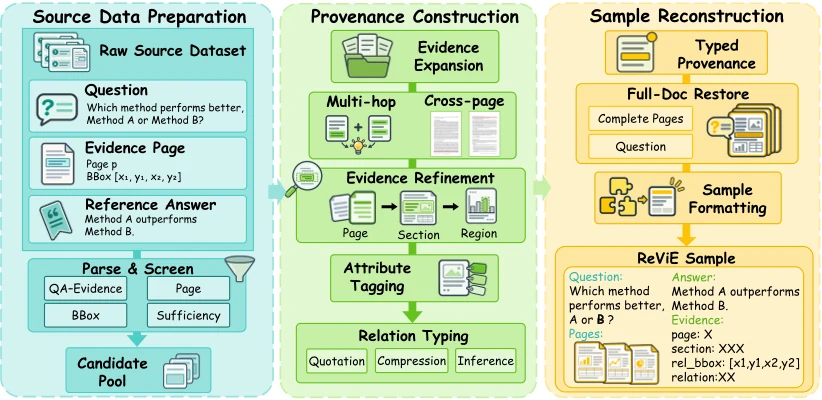 Source Data Preparation
Raw Source Dataset
Question
Which method performs better,
Method A or Method B?
Evidence Page
Page p
BBox [x₁, y₁, x₂, y₂]
Reference Answer
Method A outperforms
Method B.
Parse & Screen
QA-Evidence
Page
BBox
Sufficiency
Candidate
Pool
Provenance Construction
Evidence
Expansion
Multi-hop
Cross-page
Evidence Refinement
Page
Section
Region
Attribute
Tagging
Relation Typing
Quotation
Compression
Inference
Sample Reconstruction
Typed
Provenance
Full-Doc Restore
Complete Pages
Question
Sample
Formatting
ReViE Sample
Question:
Which method
performs better,
A or B ?
Pages:
Answer:
Method A outperforms
Method B.
Evidence:
page: X
section: XXX
rel_bbox: [x1,y1,x2,y2]
relation:XX